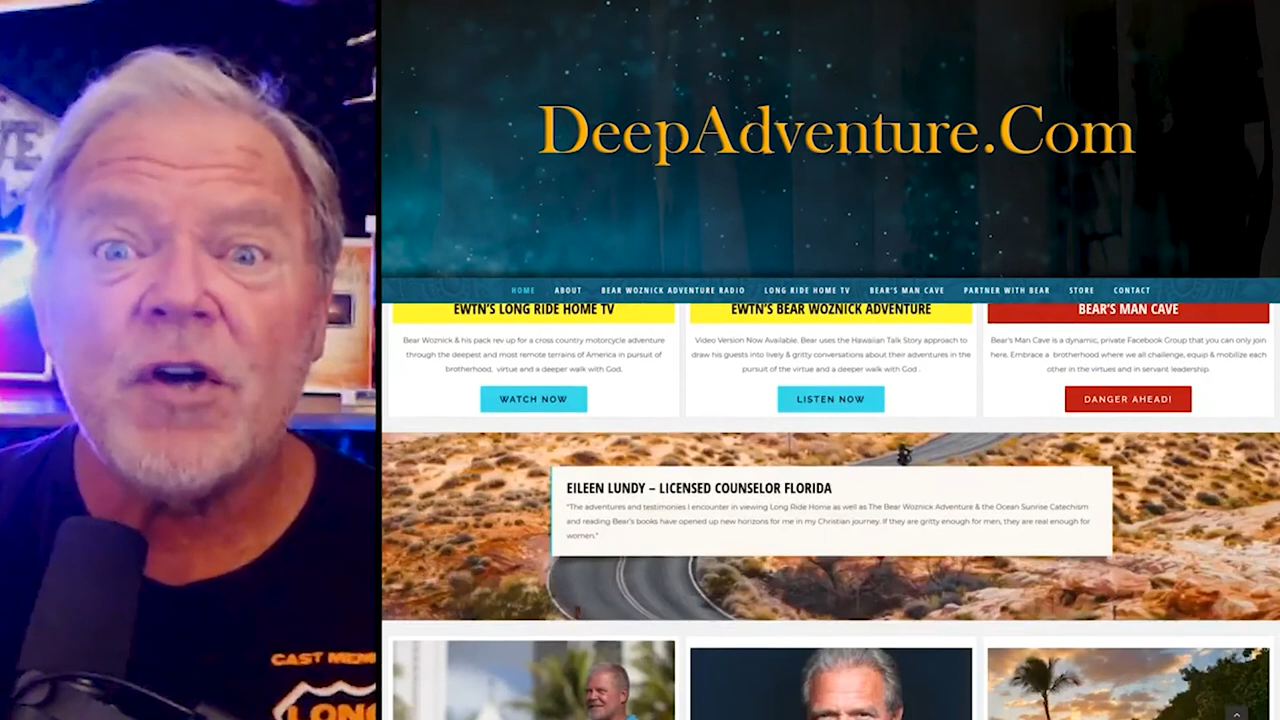 DeepAdventure.Com
HOME ABOUT BEAR WOZNICK ADVENTURE RADIO LONG RIDE HOME TV BEAR'S MAN CAVE PARTNER WITH BEAR STORE CONTACT
EWTN'S LONG RIDE HOME TV
Bear Woznick & his pack rev up for a cross country motorcycle adventure
through the deepest and most remote terrains of America in pursuit of
brotherhood, virtue and a deeper walk with God.
WATCH NOW
EWTN'S BEAR WOZNICK ADVENTURE
Video Version Now Available. Bear uses the Hawaiian Talk Story approach to
draw his guests into lively & gritty conversations about their adventures in the
pursuit of the virtue and a deeper walk with God .
LISTEN NOW
BEAR'S MAN CAVE
Bear's Man Cave is a dynamic, private Facebook Group that you can only join
here. Embrace a brotherhood where we all challenge, equip & mobilize each
other in the virtues and in servant leadership.
DANGER AHEAD!
EILEEN LUNDY – LICENSED COUNSELOR FLORIDA
"The adventures and testimonies I encounter in viewing Long Ride Home as well as The Bear Woznick Adventure & the Ocean Sunrise Catechism
and reading Bear's books have opened up new horizons for me in my Christian journey. If they are gritty enough for men, they are real enough for
women."
CAST MEM
LONG